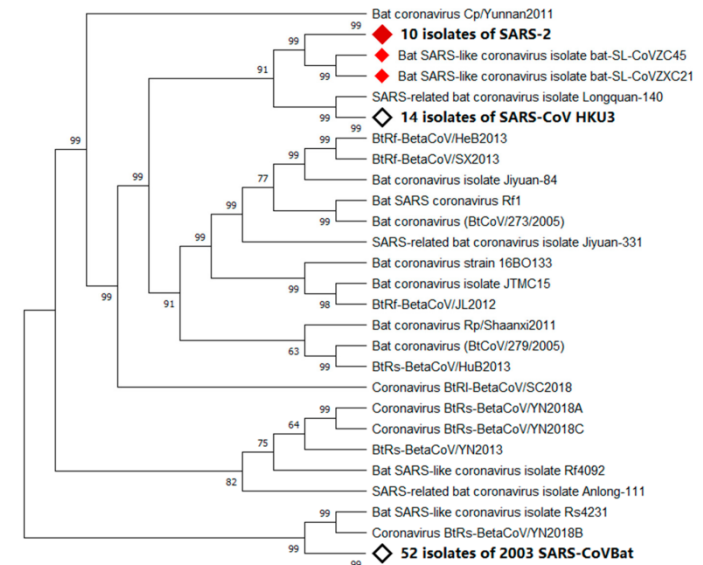 Bat coronavirus Cp/Yunnan2011
99
10 isolates of SARS-2
99
Bat SARS-like coronavirus isolate bat-SL-CoVZC45
99
Bat SARS-like coronavirus isolate bat-SL-CoVZXC21
91
SARS-related bat coronavirus isolate Longquan-140
99
14 isolates of SARS-CoV HKU3
99
BtRf-BetaCoV/HeB2013
99
99
BtRf-BetaCoV/SX2013
99
Bat coronavirus isolate Jiyuan-84
77
99
Bat SARS coronavirus Rf1
99
Bat coronavirus (BtCoV/273/2005)
99
SARS-related bat coronavirus isolate Jiyuan-331
99
Bat coronavirus strain 16BO133
99
Bat coronavirus isolate JTMC15
98
BtRf-BetaCoV/JL2012
99
91
Bat coronavirus Rp/Shaanxi2011
63
Bat coronavirus (BtCoV/279/2005)
99
BtRs-BetaCoV/HuB2013
Coronavirus BtRl-BetaCoV/SC2018
Coronavirus BtRs-BetaCoV/YN2018A
99
Coronavirus BtRs-BetaCoV/YN2018C
64
BtRs-BetaCoV/YN2013
75
Bat SARS-like coronavirus isolate Rf4092
82
SARS-related bat coronavirus isolate Anlong-111
Bat SARS-like coronavirus isolate Rs4231
99
Coronavirus BtRs-BetaCoV/YN2018B
99
52 isolates of 2003 SARS-CoVBat
99